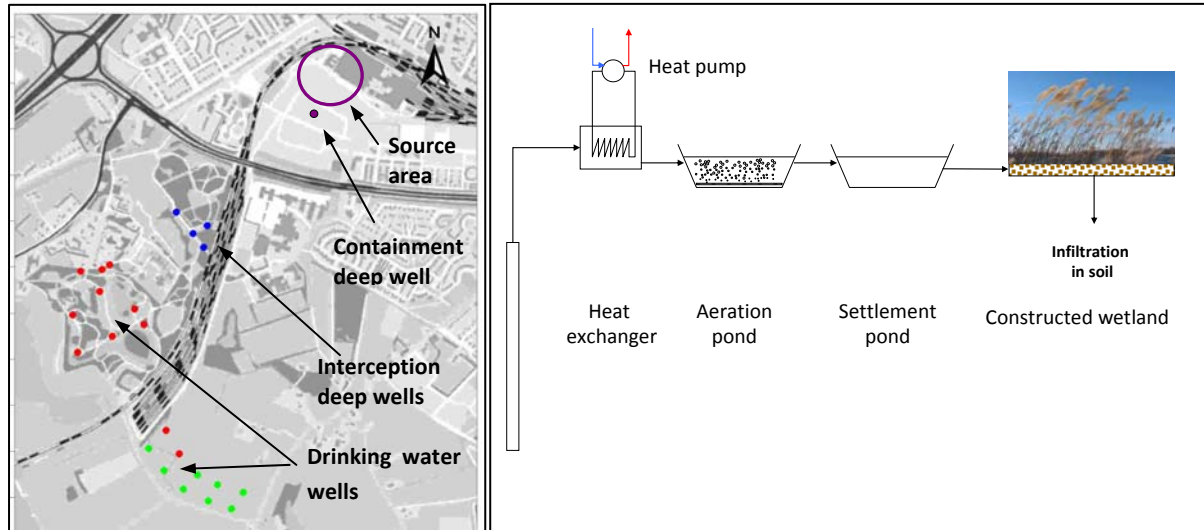 N
Source
area
Containment
deep well
Interception
deep wells
Drinking water
wells
Heat pump
Infiltration
in soil
Heat
exchanger
Aeration
pond
Settlement
pond
Constructed wetland